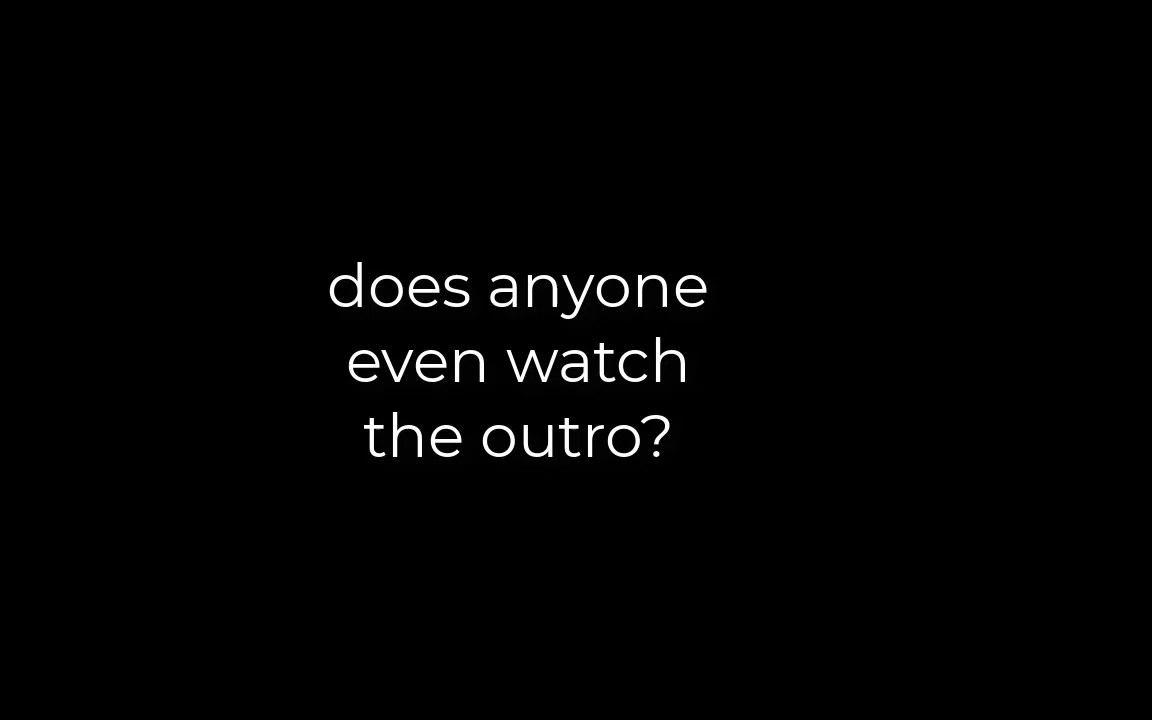 does anyone
even watch
the outro?